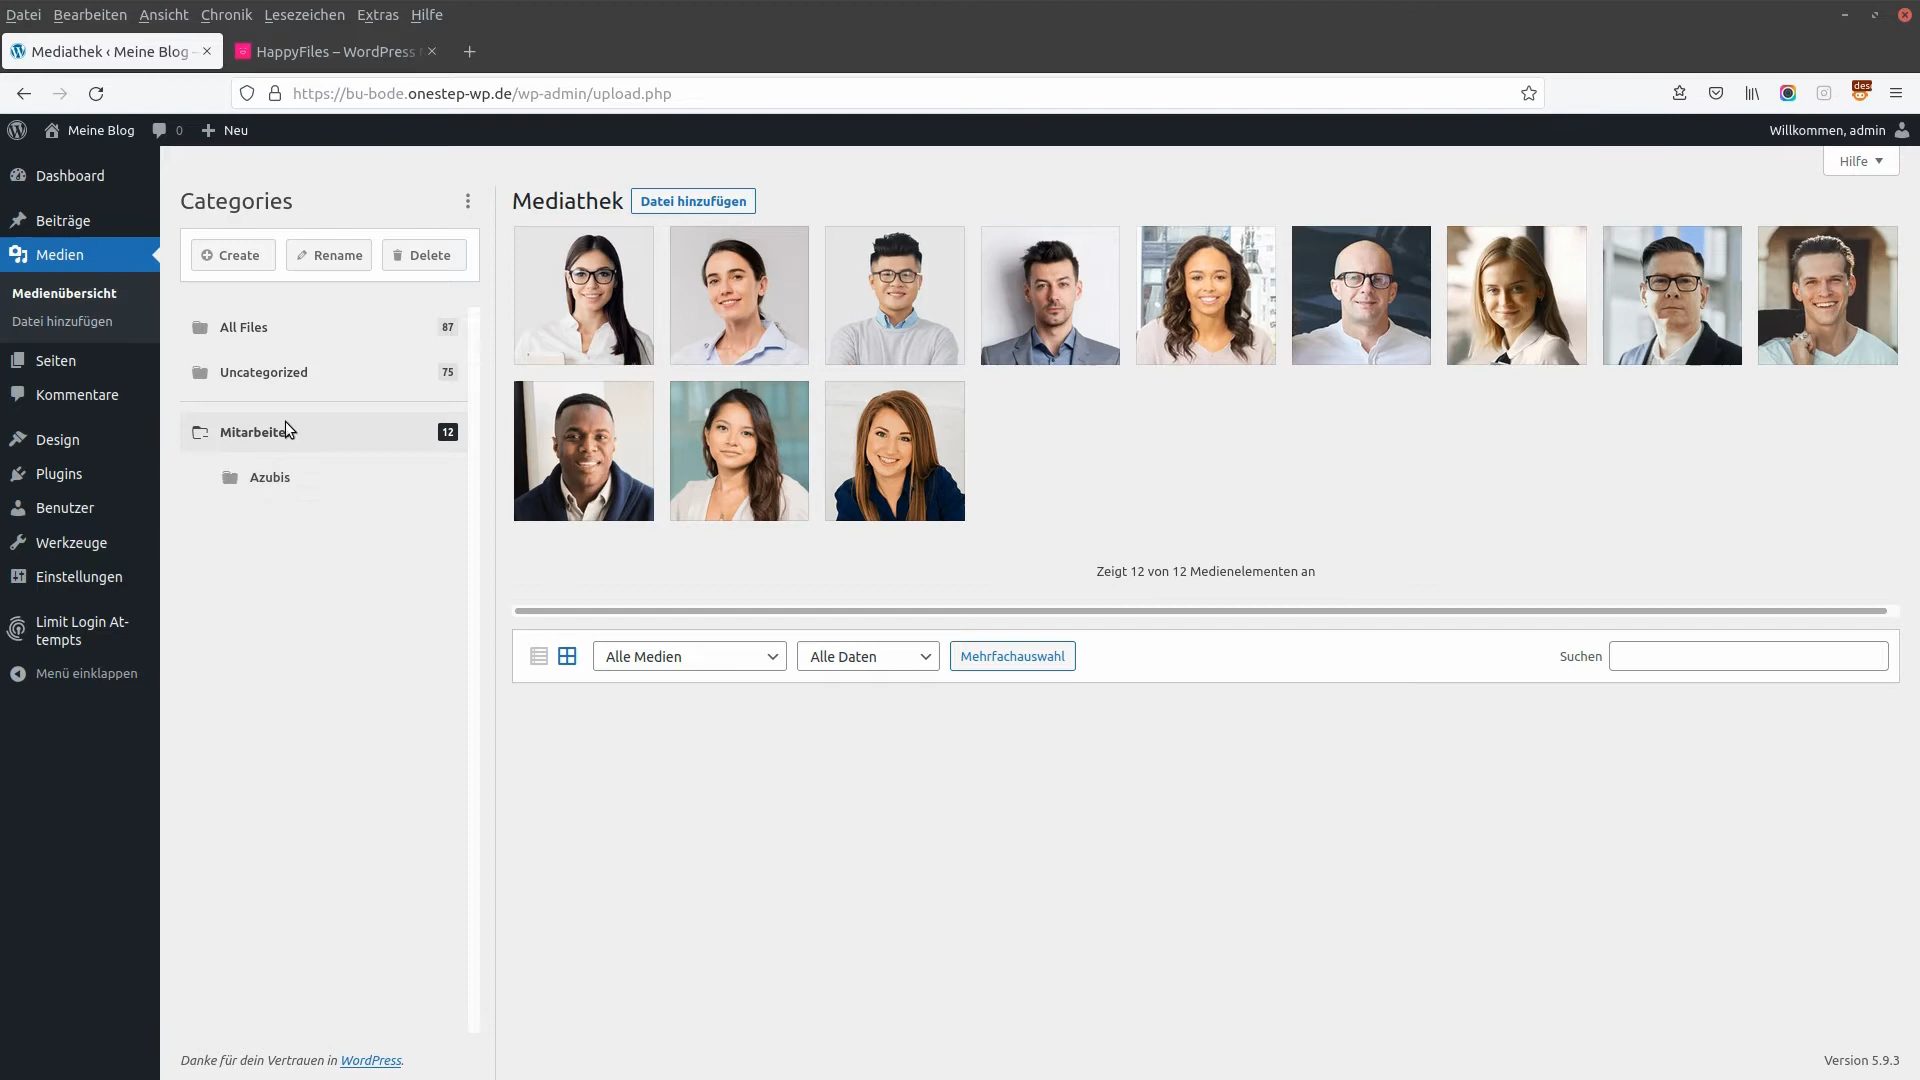 Datei Bearbeiten Ansicht Chronik Lesezeichen Extras Hilfe
Mediathek ‹ Meine Blog –
HappyFiles – WordPress
https://bu-bode.onestep-wp.de/wp-admin/upload.php
Meine Blog 0 Neu
Willkommen, admin
Hilfe
Dashboard
Beiträge
Medien
Medienübersicht
Datei hinzufügen
Seiten
Kommentare
Design
Plugins
Benutzer
Werkzeuge
Einstellungen
Limit Login At-
tempts
Menü einklappen
Categories
Create Rename Delete
All Files 87
Uncategorized 75
Mitarbeiter 12
Azubis
Mediathek Datei hinzufügen
Zeigt 12 von 12 Medienelementen an
Alle Medien Alle Daten Mehrfachauswahl Suchen
Danke für dein Vertrauen in WordPress.
Version 5.9.3